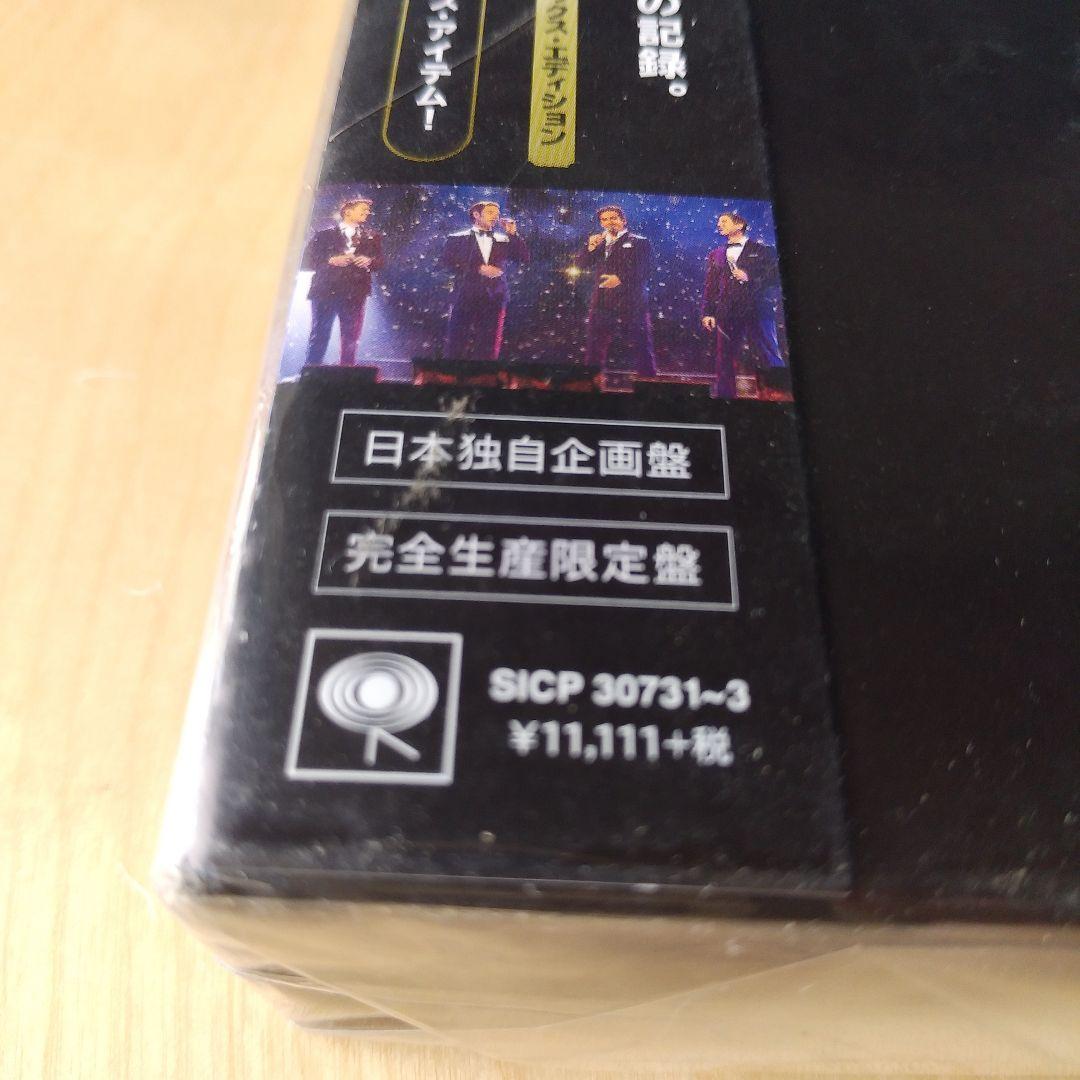 の記録。
クス・エディション
ズ・アイテム!
日本独自企画盤
完全生産限定盤
SICP 30731~3
¥11,111+税